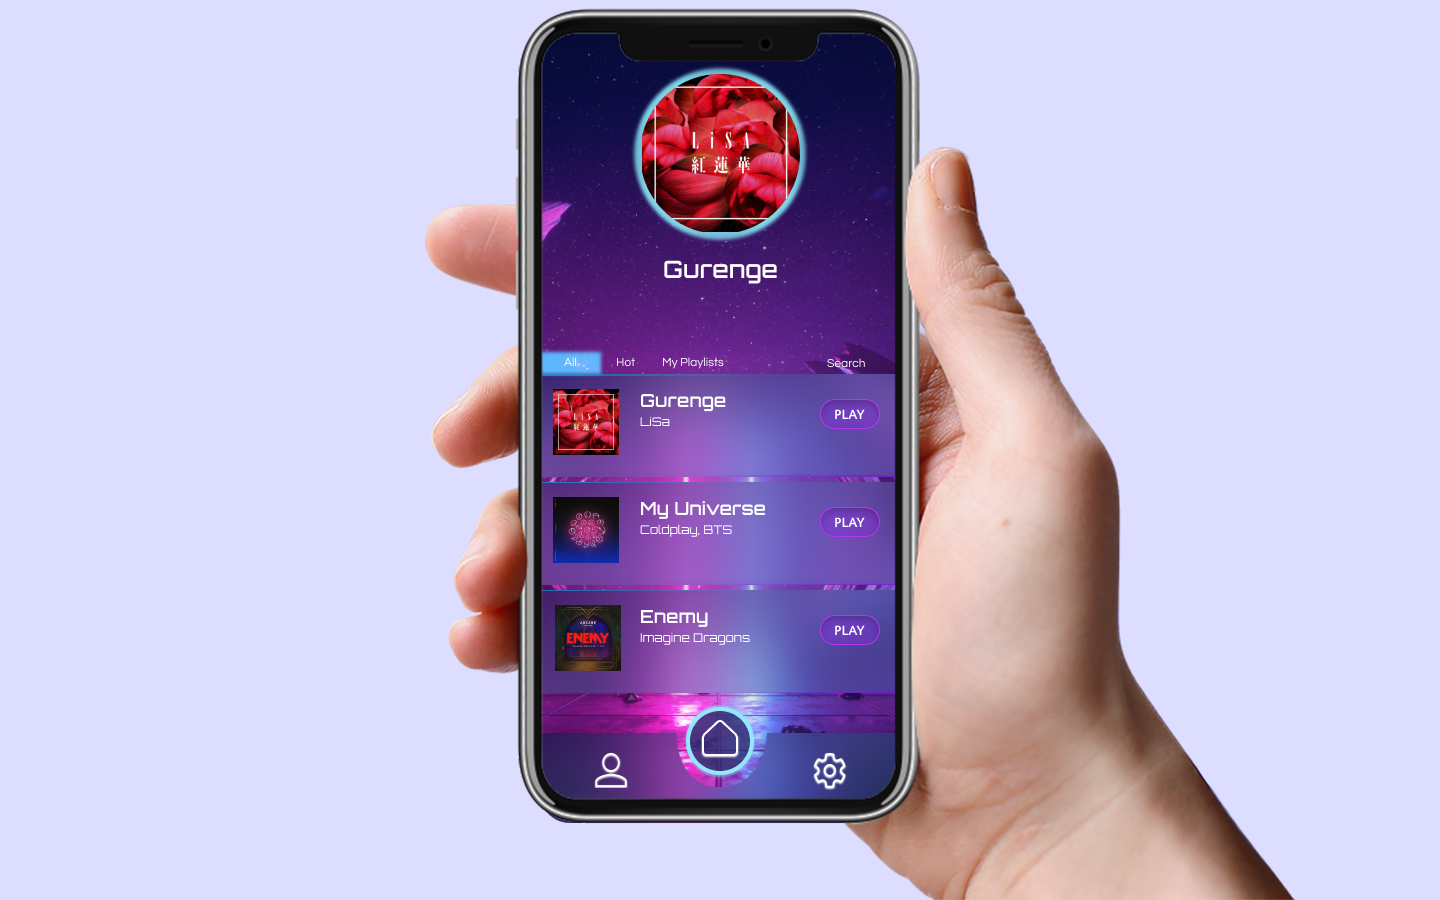 LiSA
紅蓮華
Gurenge
All Hot My Playlists Search
LiSA
紅蓮華
Gurenge
LiSa
PLAY
My Universe
Coldplay, BTS
PLAY
ARCANE
ENEMY
Enemy
Imagine Dragons
PLAY